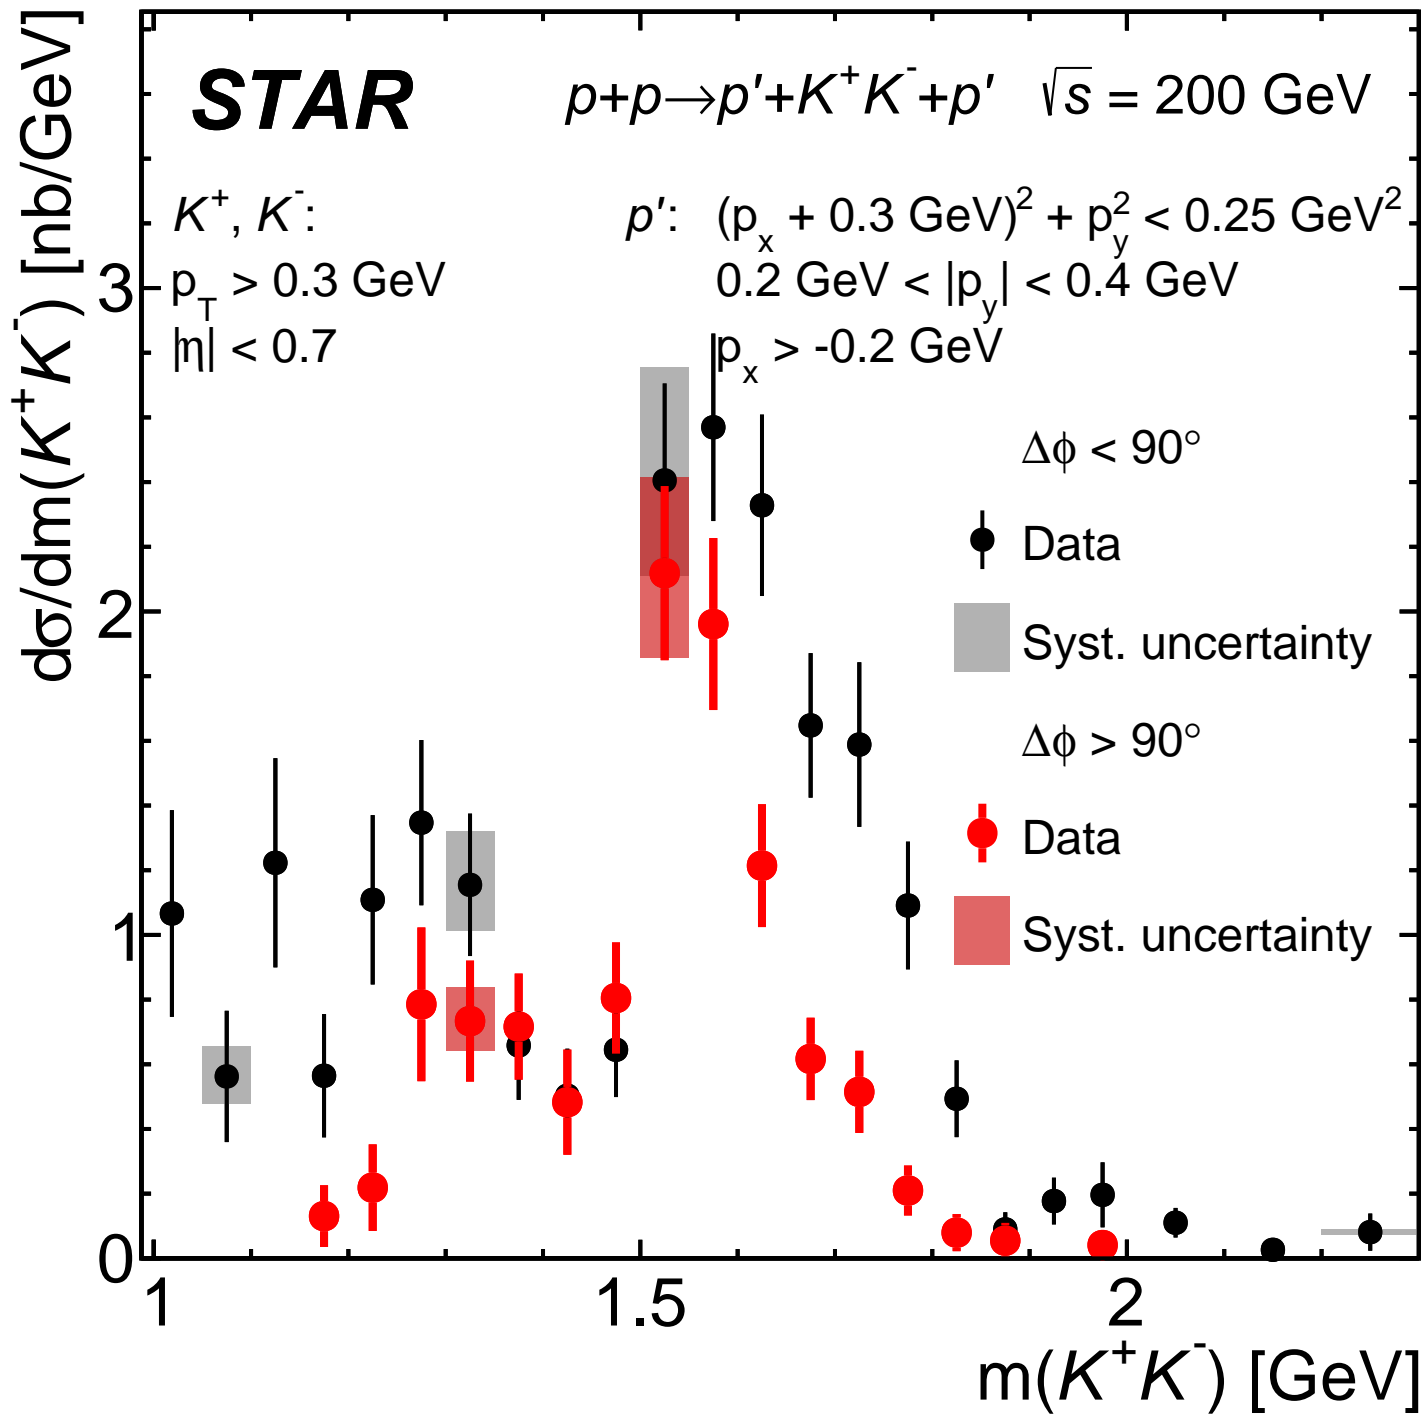 STAR p+p→p′+K⁺K⁻+p′ √s = 200 GeV
K⁺, K⁻: p′: (pₓ + 0.3 GeV)² + p_y² < 0.25 GeV²
p_T > 0.3 GeV 0.2 GeV < |p_y| < 0.4 GeV
|η| < 0.7 pₓ > -0.2 GeV
Δϕ < 90°
Data
Syst. uncertainty
Δϕ > 90°
Data
Syst. uncertainty
dσ/dm(K⁺K⁻) [nb/GeV]
3
2
1
0
1 1.5 2
m(K⁺K⁻) [GeV]